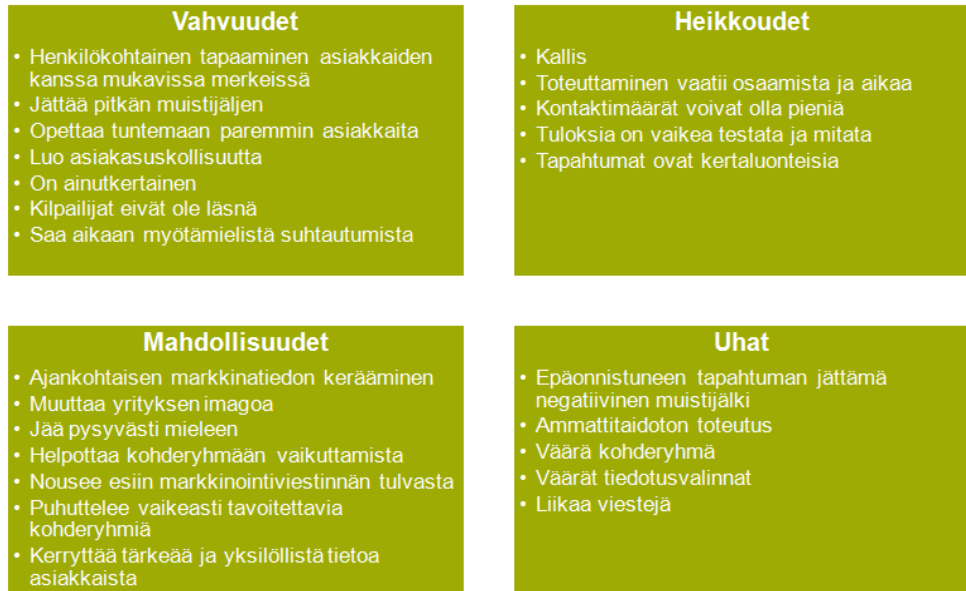 Vahvuudet
• Henkilökohtainen tapaaminen asiakkaiden
kanssa mukavissa merkeissä
• Jättää pitkän muistijäljen
• Opettaa tuntemaan paremmin asiakkaita
• Luo asiakasuskollisuutta
• On ainutkertainen
• Kilpailijat eivät ole läsnä
• Saa aikaan myötämielistä suhtautumista
Heikkoudet
• Kallis
• Toteuttaminen vaatii osaamista ja aikaa
• Kontaktimäärät voivat olla pieniä
• Tuloksia on vaikea testata ja mitata
• Tapahtumat ovat kertaluonteisia
Mahdollisuudet
• Ajankohtaisen markkinatiedon kerääminen
• Muuttaa yrityksen imagoa
• Jää pysyvästi mieleen
• Helpottaa kohderyhmään vaikuttamista
• Nousee esiin markkinointiviestinnän tulvasta
• Puhuttelee vaikeasti tavoitettavia
kohderyhmiä
• Kerryttää tärkeää ja yksilöllistä tietoa
asiakkaista
Uhat
• Epäonnistuneen tapahtuman jättämä
negatiivinen muistijälki
• Ammattitaidoton toteutus
• Väärä kohderyhmä
• Väärät tiedotusvalinnat
• Liikaa viestejä